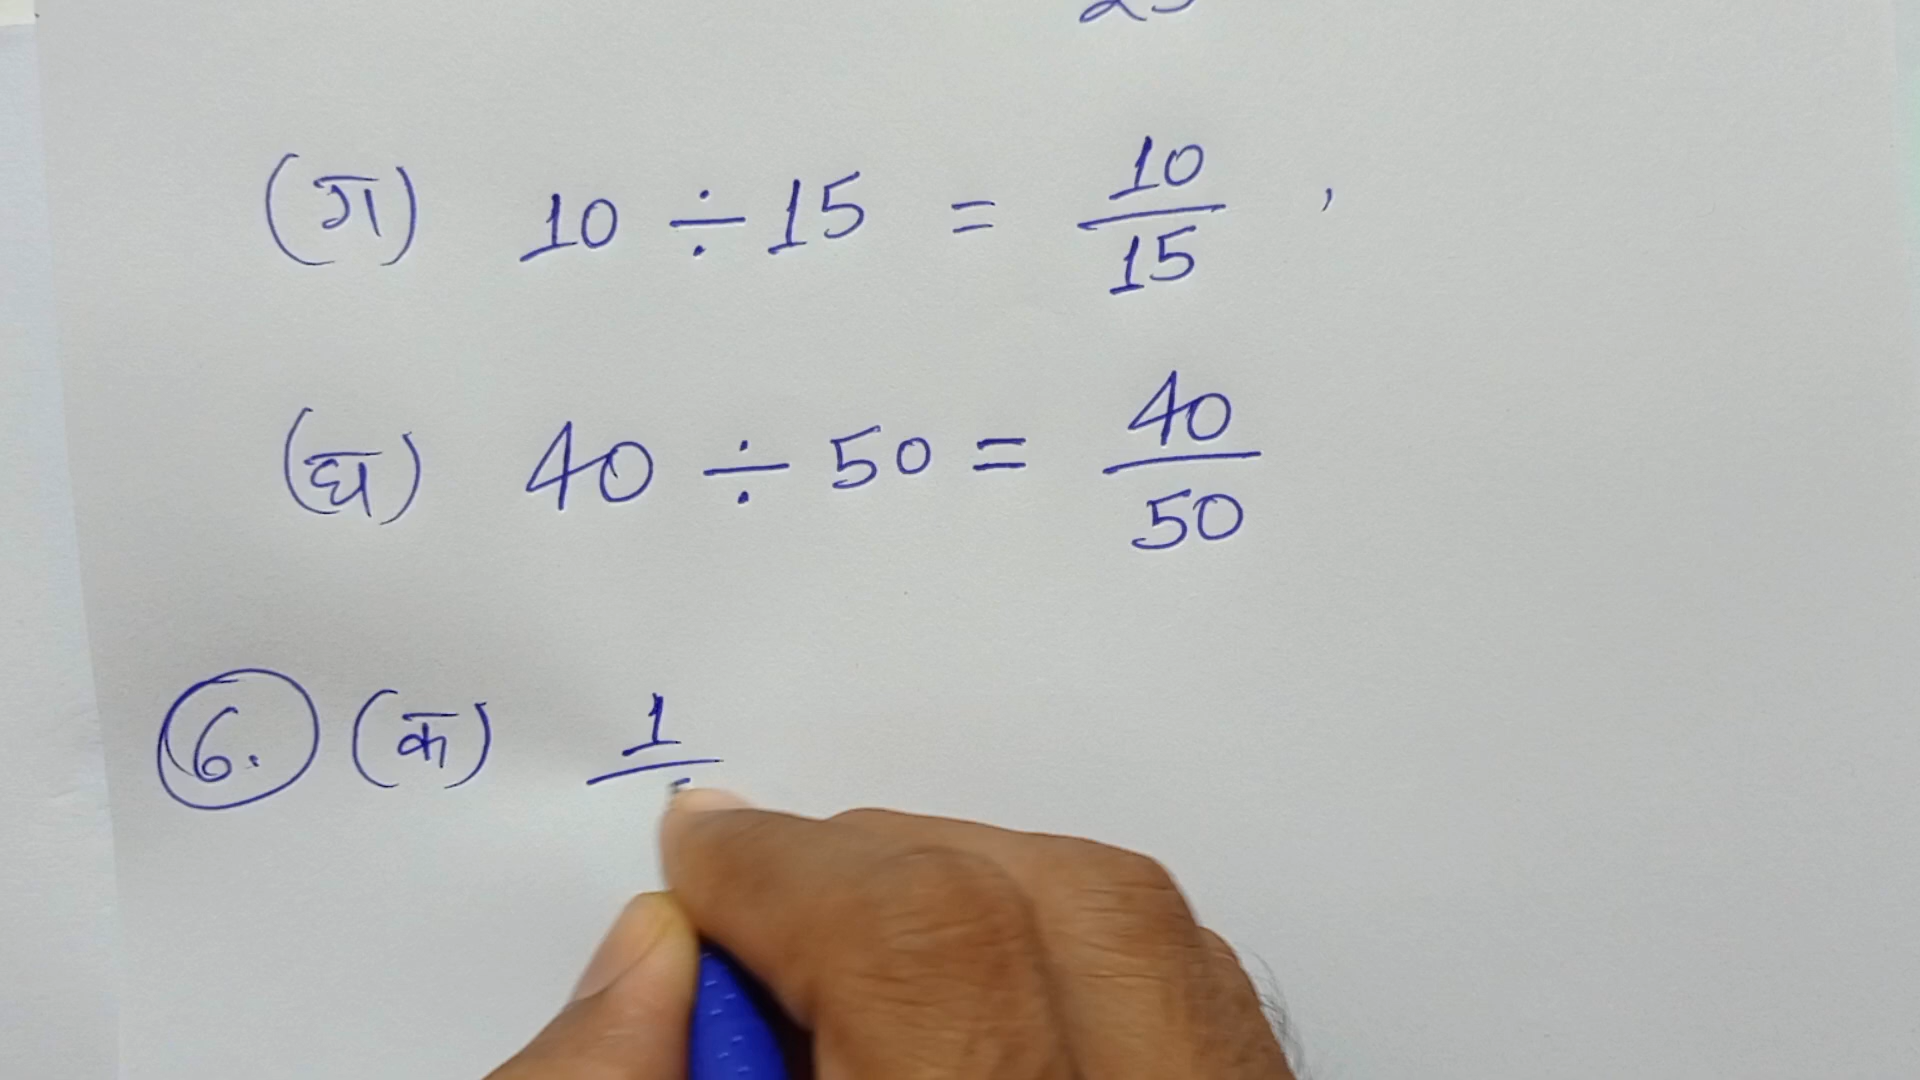 (ग) 10 ÷ 15 = 10/15 ,
(घ) 40 ÷ 50 = 40/50
6. (क) 1/